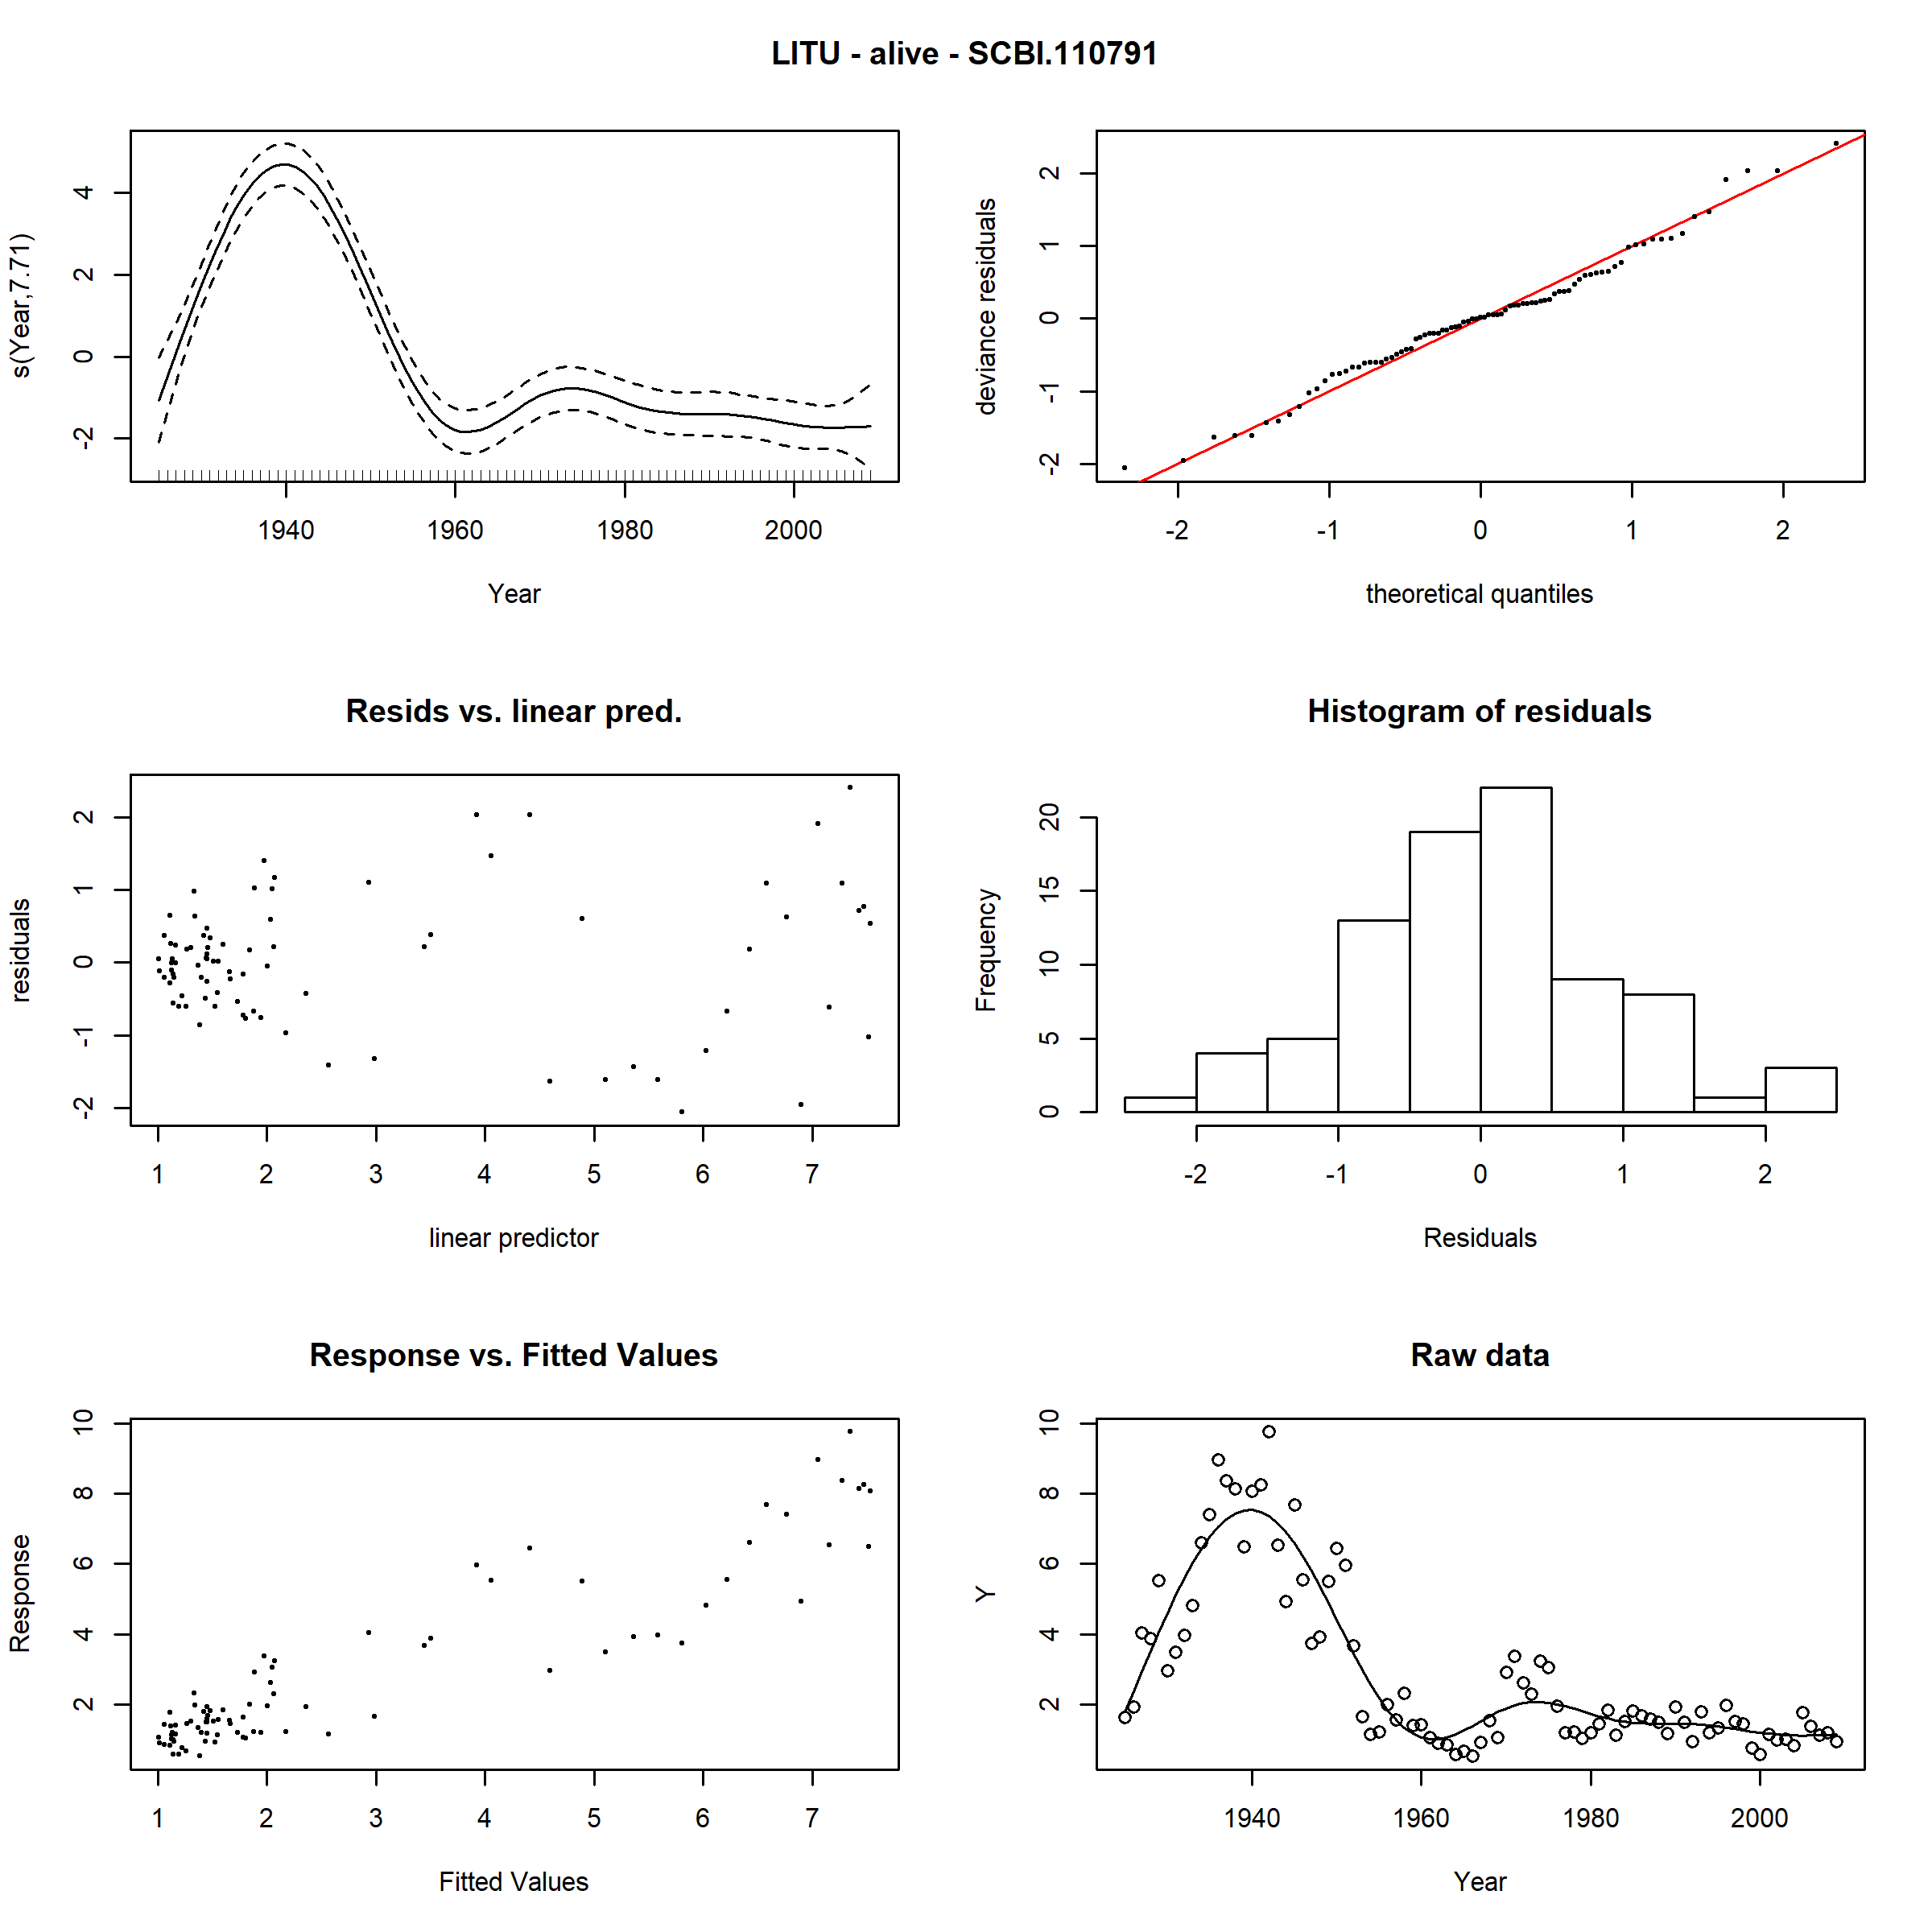 LITU - alive - SCBI.110791
s(Year,7.71)
4
2
0
-2
1940 1960 1980 2000
Year
deviance residuals
2
1
0
-1
-2
-2 -1 0 1 2
theoretical quantiles
Resids vs. linear pred.
residuals
2
1
0
-1
-2
1 2 3 4 5 6 7
linear predictor
Histogram of residuals
Frequency
20
15
10
5
0
-2 -1 0 1 2
Residuals
Response vs. Fitted Values
Response
10
8
6
4
2
1 2 3 4 5 6 7
Fitted Values
Raw data
Y
10
8
6
4
2
1940 1960 1980 2000
Year